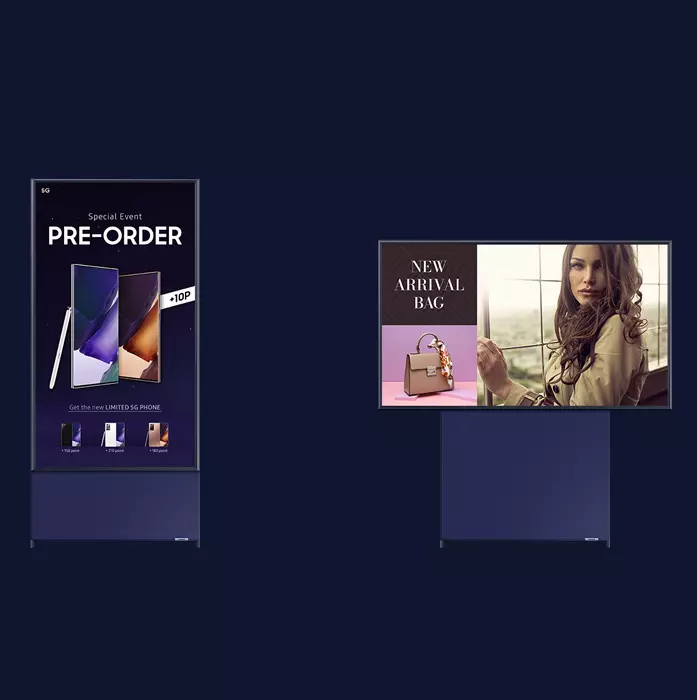 5G
Special Event
PRE-ORDER
+10P
Get the new LIMITED 5G PHONE
+150 point
+210 point
+180 point
NEW
ARRIVAL
BAG